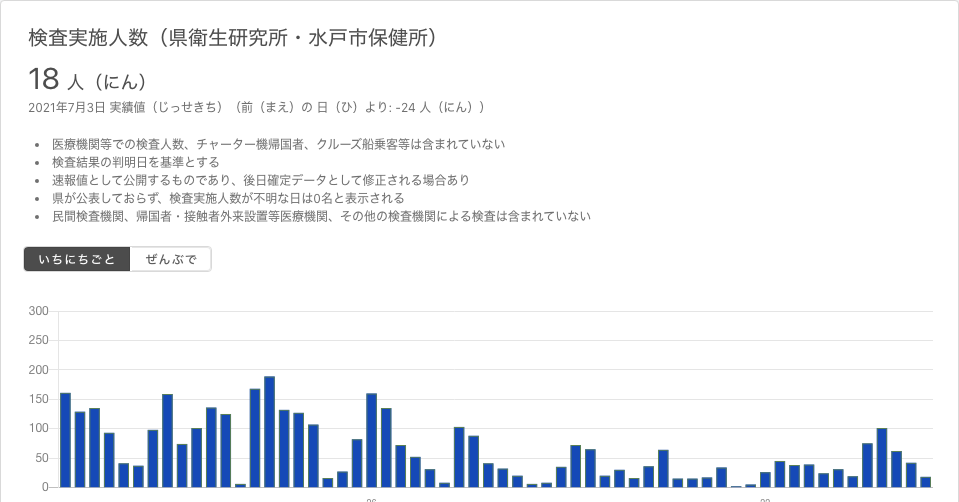 検査実施人数（県衛生研究所・水戸市保健所）
18 人（にん）
2021年7月3日 実績値（じっせきち）（前（まえ）の 日（ひ）より: -24 人（にん））
• 医療機関等での検査人数、チャーター機帰国者、クルーズ船乗客等は含まれていない
• 検査結果の判明日を基準とする
• 速報値として公開するものであり、後日確定データとして修正される場合あり
• 県が公表しておらず、検査実施人数が不明な日は0名と表示される
• 民間検査機関、帰国者・接触者外来設置等医療機関、その他の検査機関による検査は含まれていない
いちにちごと ぜんぶで
300
250
200
150
100
50
0